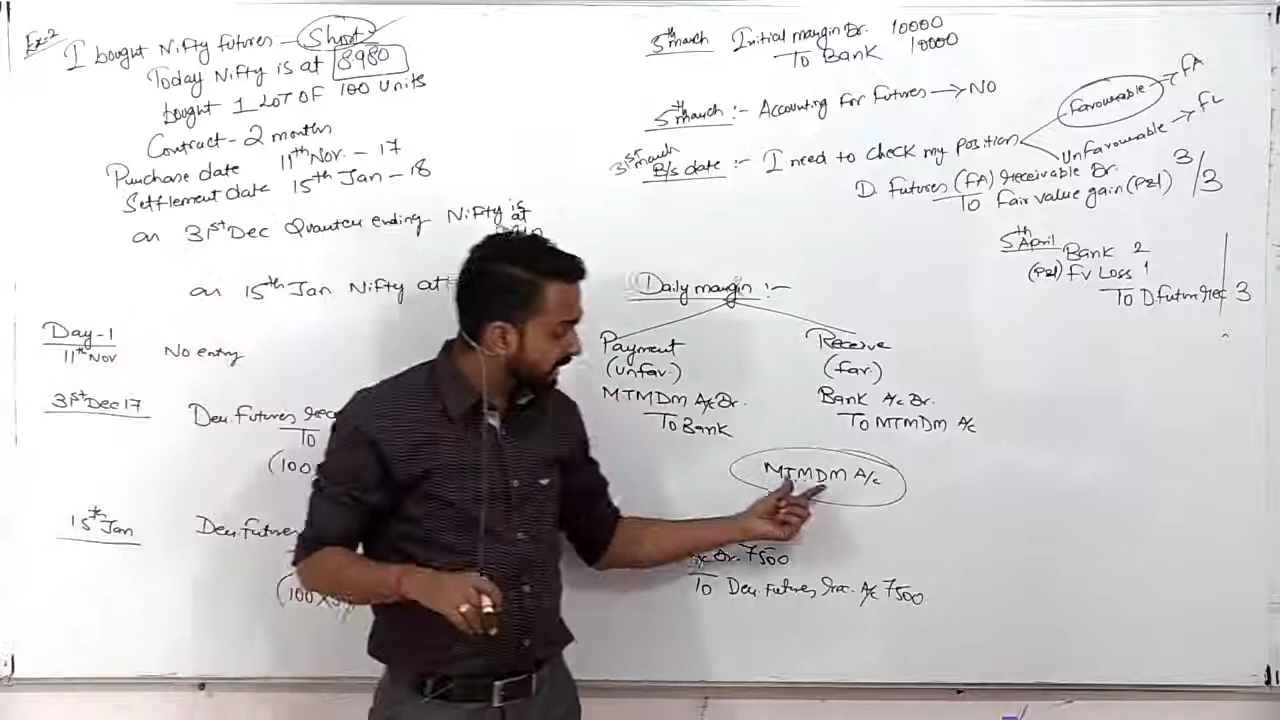 Ex-2
I bought Nifty futures – Short
Today Nifty is at 8980
bought 1 LOT OF 100 Units
Contract - 2 months
Purchase date 11th Nov. - 17
Settlement date 15th Jan - 18
on 31st Dec Quarter ending Nifty is at
on 15th Jan Nifty at
Day-1
11th Nov No entry
31st Dec 17 Deu. Futures
To
(100
15th Jan Deu. Futures
(100 x
5th march Initial margin Dr. 10000
To Bank 10000
5th march :- Accounting for Futures → NO
31st march
B/s date :- I need to check my position
Favourable → FA
Unfavourable → FL
D Futures (FA) receivable Dr. 3
To Fair value gain (P&l) 3
5th April
Bank 2
(P&l) FV Loss 1
To D future rec 3
Daily margin :-
Payment
(unfav.)
MTMDM A/c Dr.
To Bank
Receive
(fav.)
Bank A/c Dr.
To MTMDM A/c
MTMDM A/c
Dr. 7500
To Deu. Futures rec. A/c 7500